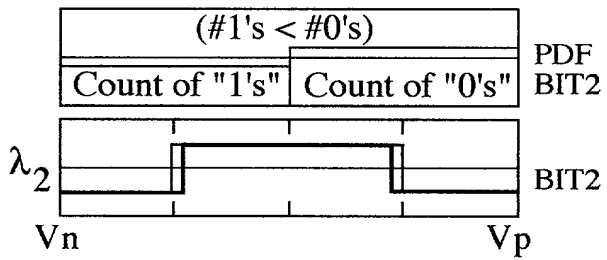 (#1's < #0's)
PDF
Count of "1's" Count of "0's" BIT2
λ2 BIT2
Vn Vp